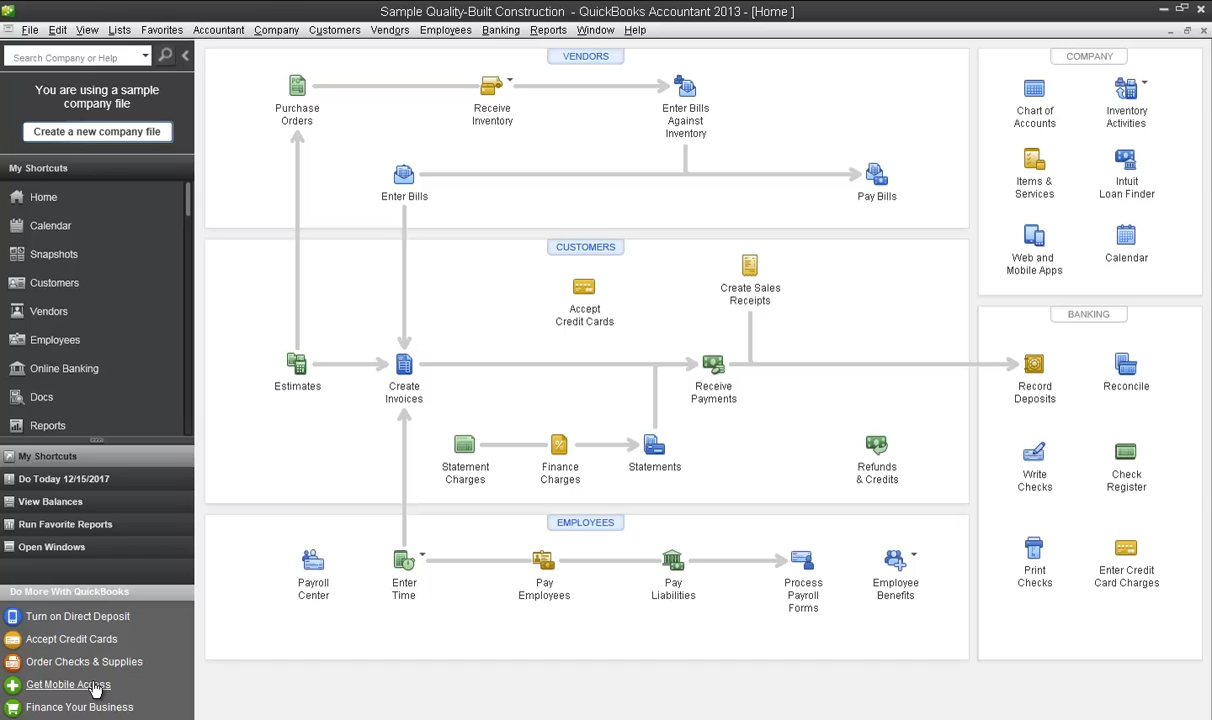 Sample Quality-Built Construction - QuickBooks Accountant 2013 - [Home ]
File Edit View Lists Favorites Accountant Company Customers Vendors Employees Banking Reports Window Help
Search Company or Help
You are using a sample
company file
Create a new company file
My Shortcuts
Home
Calendar
Snapshots
Customers
Vendors
Employees
Online Banking
Docs
Reports
My Shortcuts
Do Today 12/15/2017
View Balances
Run Favorite Reports
Open Windows
Do More With QuickBooks
Turn on Direct Deposit
Accept Credit Cards
Order Checks & Supplies
Get Mobile Access
Finance Your Business
VENDORS
Purchase
Orders
Receive
Inventory
Enter Bills
Against
Inventory
Enter Bills
Pay Bills
CUSTOMERS
Accept
Credit Cards
Create Sales
Receipts
Estimates
Create
Invoices
Receive
Payments
Statement
Charges
Finance
Charges
Statements
Refunds
& Credits
EMPLOYEES
Payroll
Center
Enter
Time
Pay
Employees
Pay
Liabilities
Process
Payroll
Forms
Employee
Benefits
COMPANY
Chart of
Accounts
Inventory
Activities
Items &
Services
Intuit
Loan Finder
Web and
Mobile Apps
Calendar
BANKING
Record
Deposits
Reconcile
Write
Checks
Check
Register
Print
Checks
Enter Credit
Card Charges